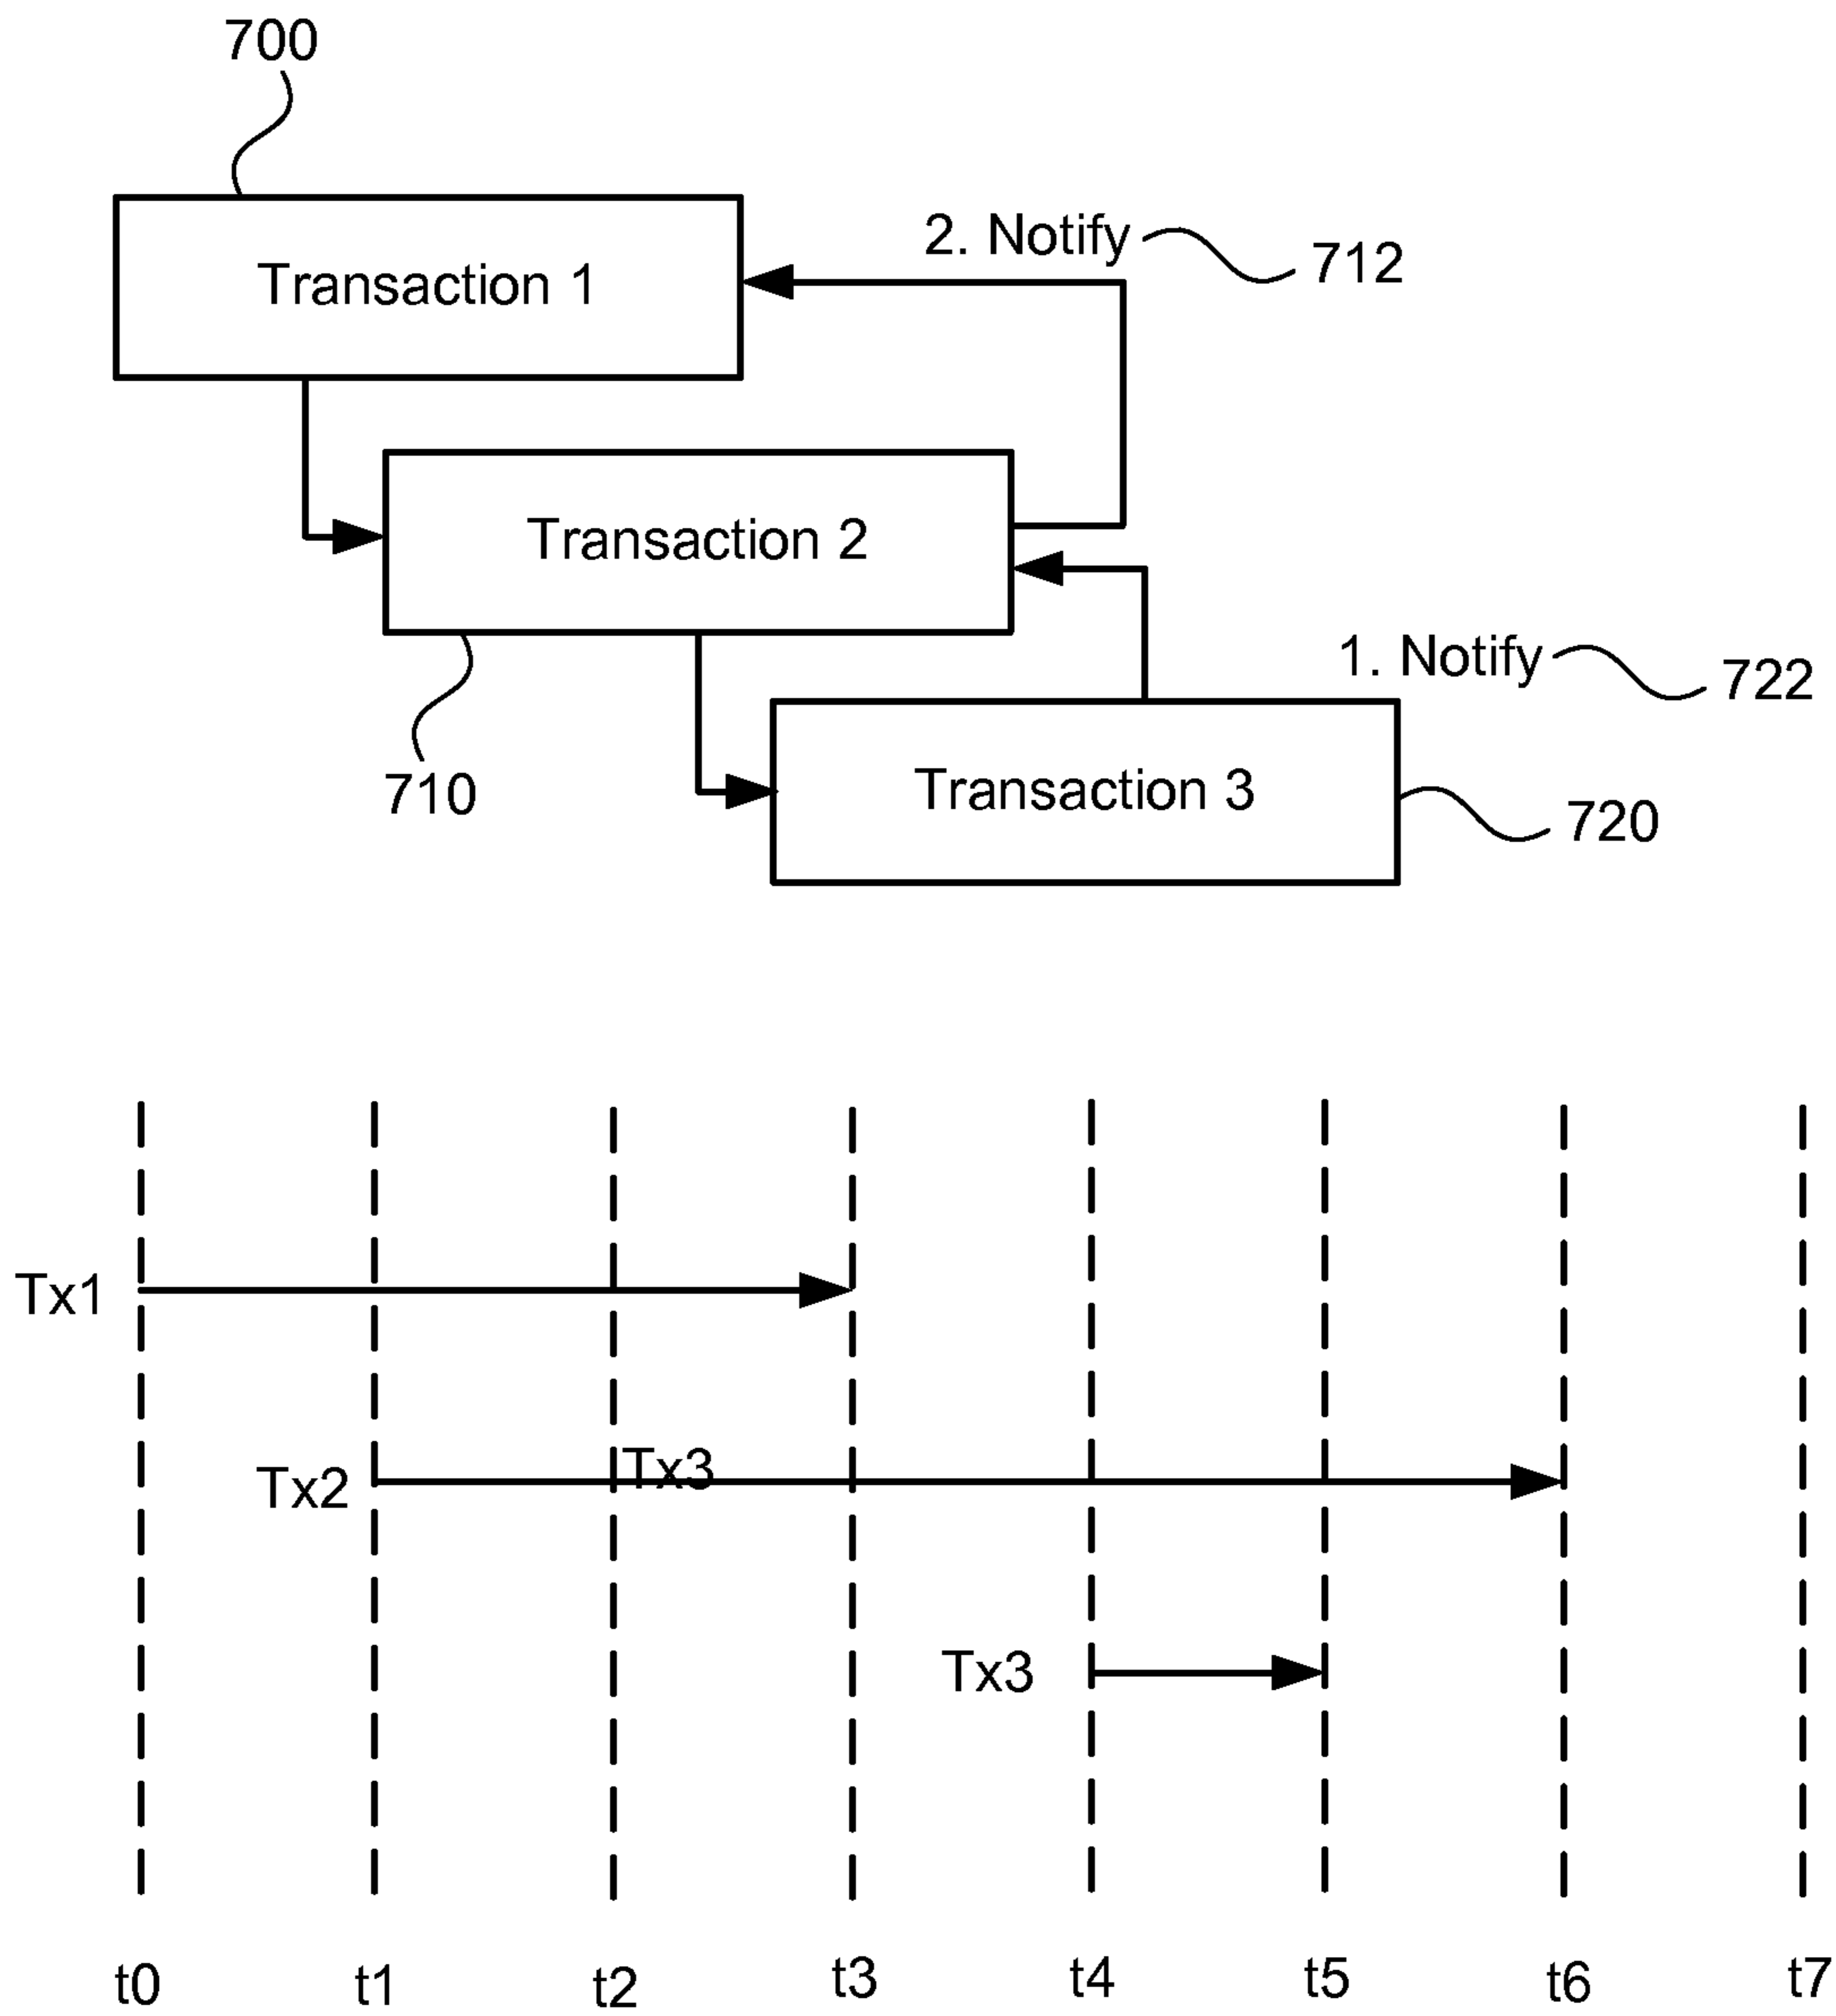 700
2. Notify
712
Transaction 1
Transaction 2
1. Notify
722
710
Transaction 3
720
Tx1
Tx2
Tx3
Tx3
t0
t1
t2
t3
t4
t5
t6
t7